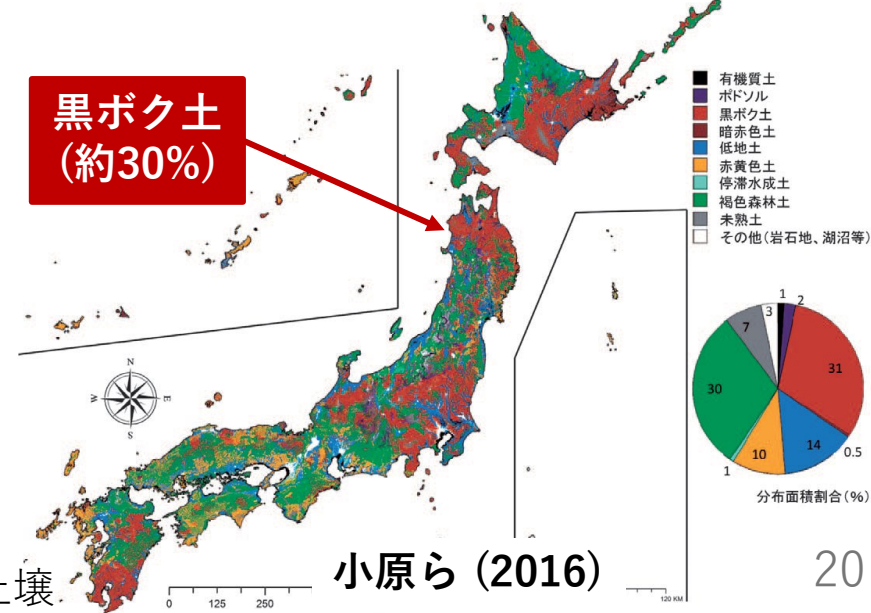 黒ボク土
(約30%)
有機質土
ポドソル
黒ボク土
暗赤色土
低地土
赤黄色土
停滞水成土
褐色森林土
未熟土
その他(岩石地、湖沼等)
N
W
E
S
1
2
3
7
31
30
14
0.5
10
1
分布面積割合(%)
土壌
0
125
250
小原ら (2016)
120 KM
20